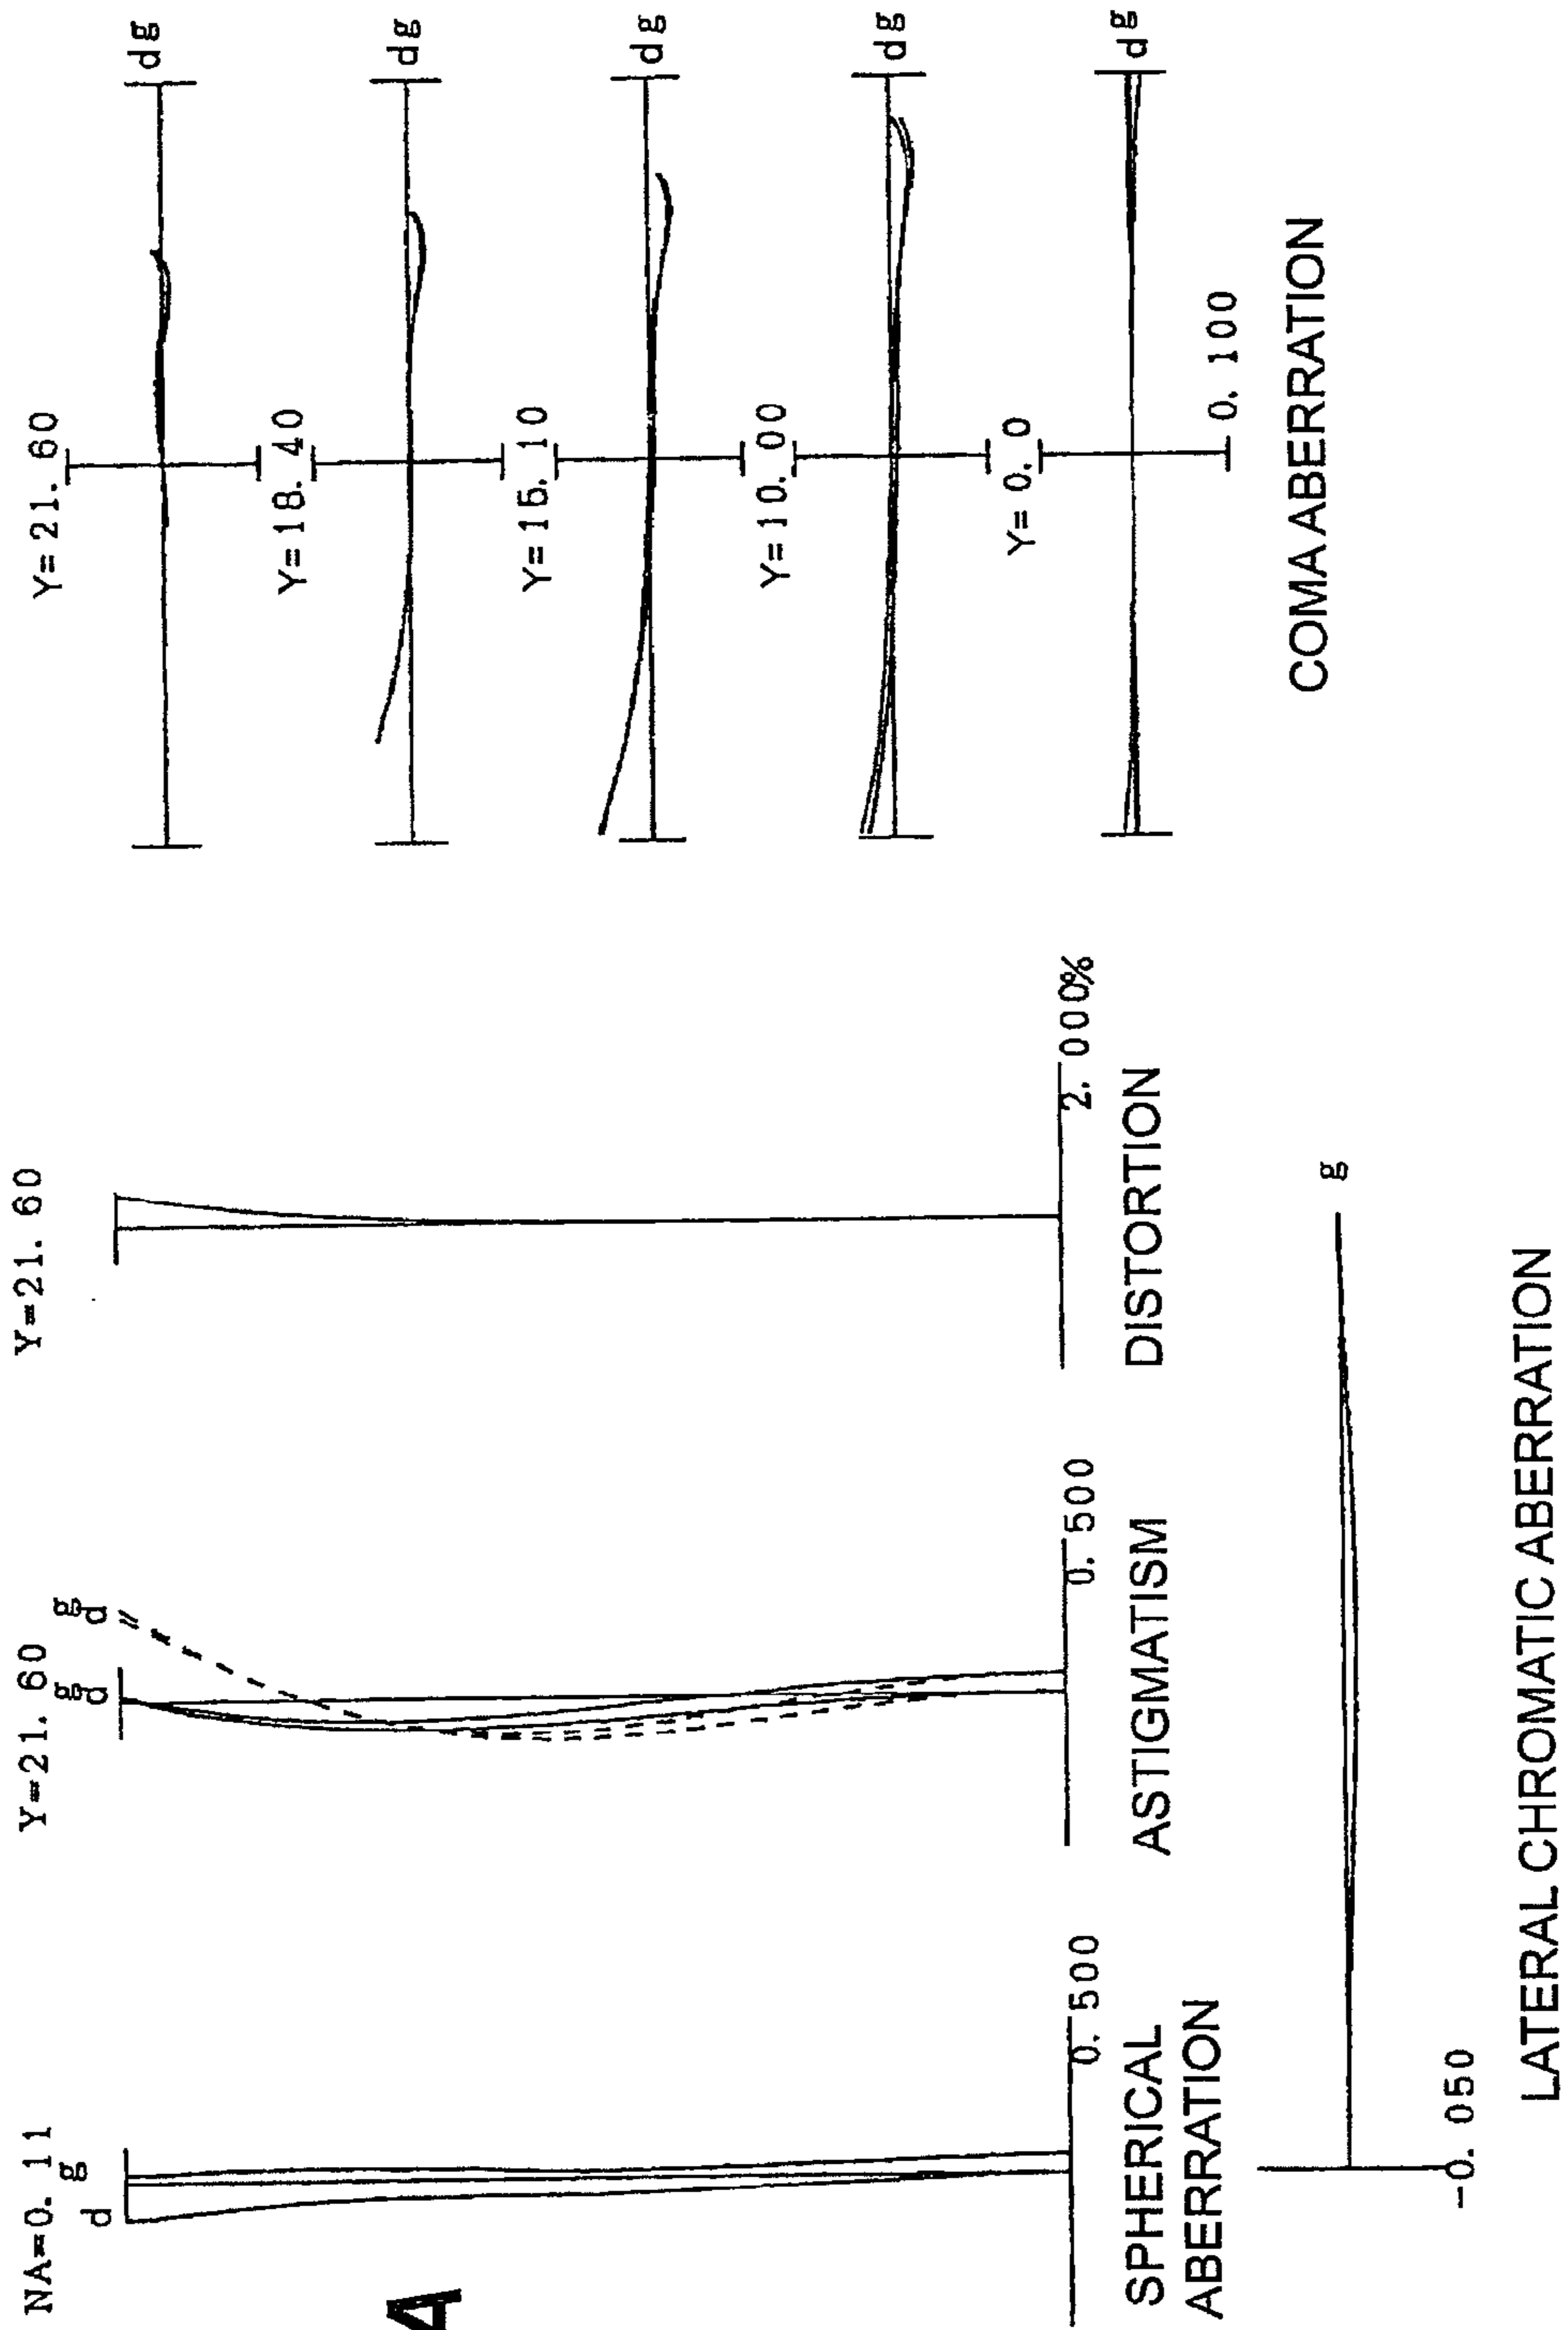 A
NA=0. 11
d
g
0. 500
SPHERICAL
ABERRATION
Y=21. 60
g
d
g
d
0. 500
ASTIGMATISM
Y=21. 60
2. 000%
DISTORTION
Y=21. 60
dg
Y=18. 40
dg
Y=15. 10
dg
Y=10. 00
dg
Y= 0. 0
dg
0. 100
COMA ABERRATION
g
-0. 050
LATERAL CHROMATIC ABERRATION